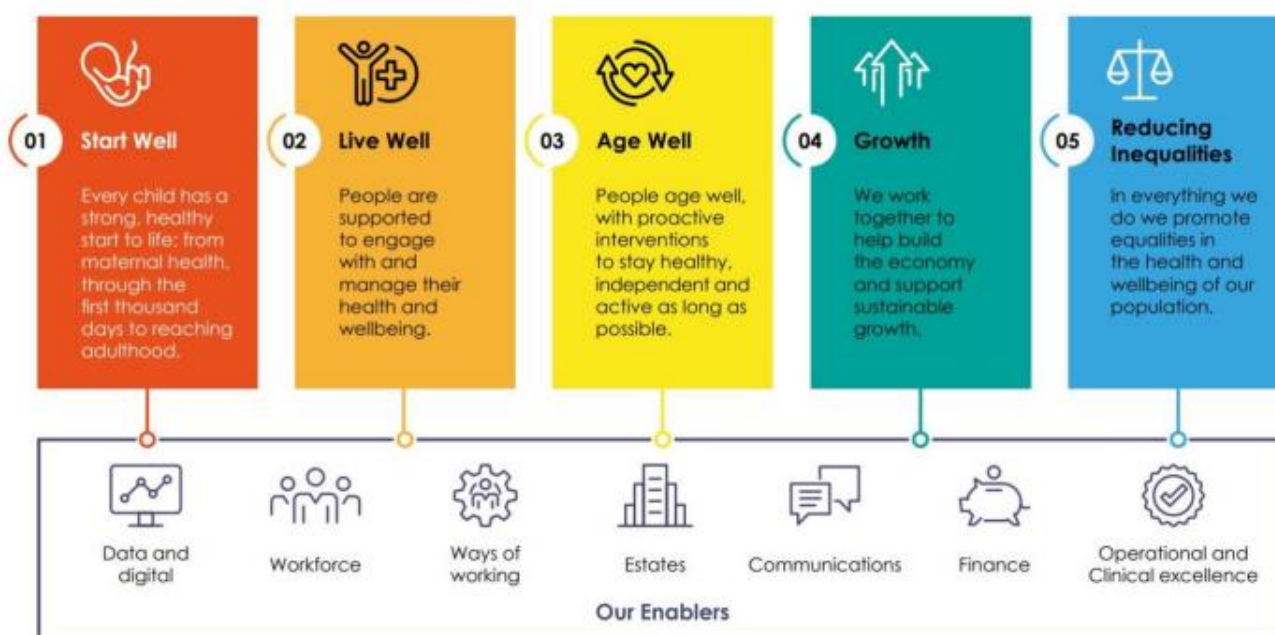 01
Start Well
Every child has a
strong, healthy
start to life; from
maternal health,
through the
first thousand
days to reaching
adulthood.
02
Live Well
People are
supported
to engage
with and
manage their
health and
wellbeing.
03
Age Well
People age well,
with proactive
interventions
to stay healthy,
independent and
active as long as
possible.
04
Growth
We work
together to
help build
the economy
and support
sustainable
growth.
05
Reducing
Inequalities
In everything we
do we promote
equalities in
the health and
wellbeing of our
population.
Data and
digital
Workforce
Ways of
working
Estates
Communications
Finance
Operational and
Clinical excellence
Our Enablers